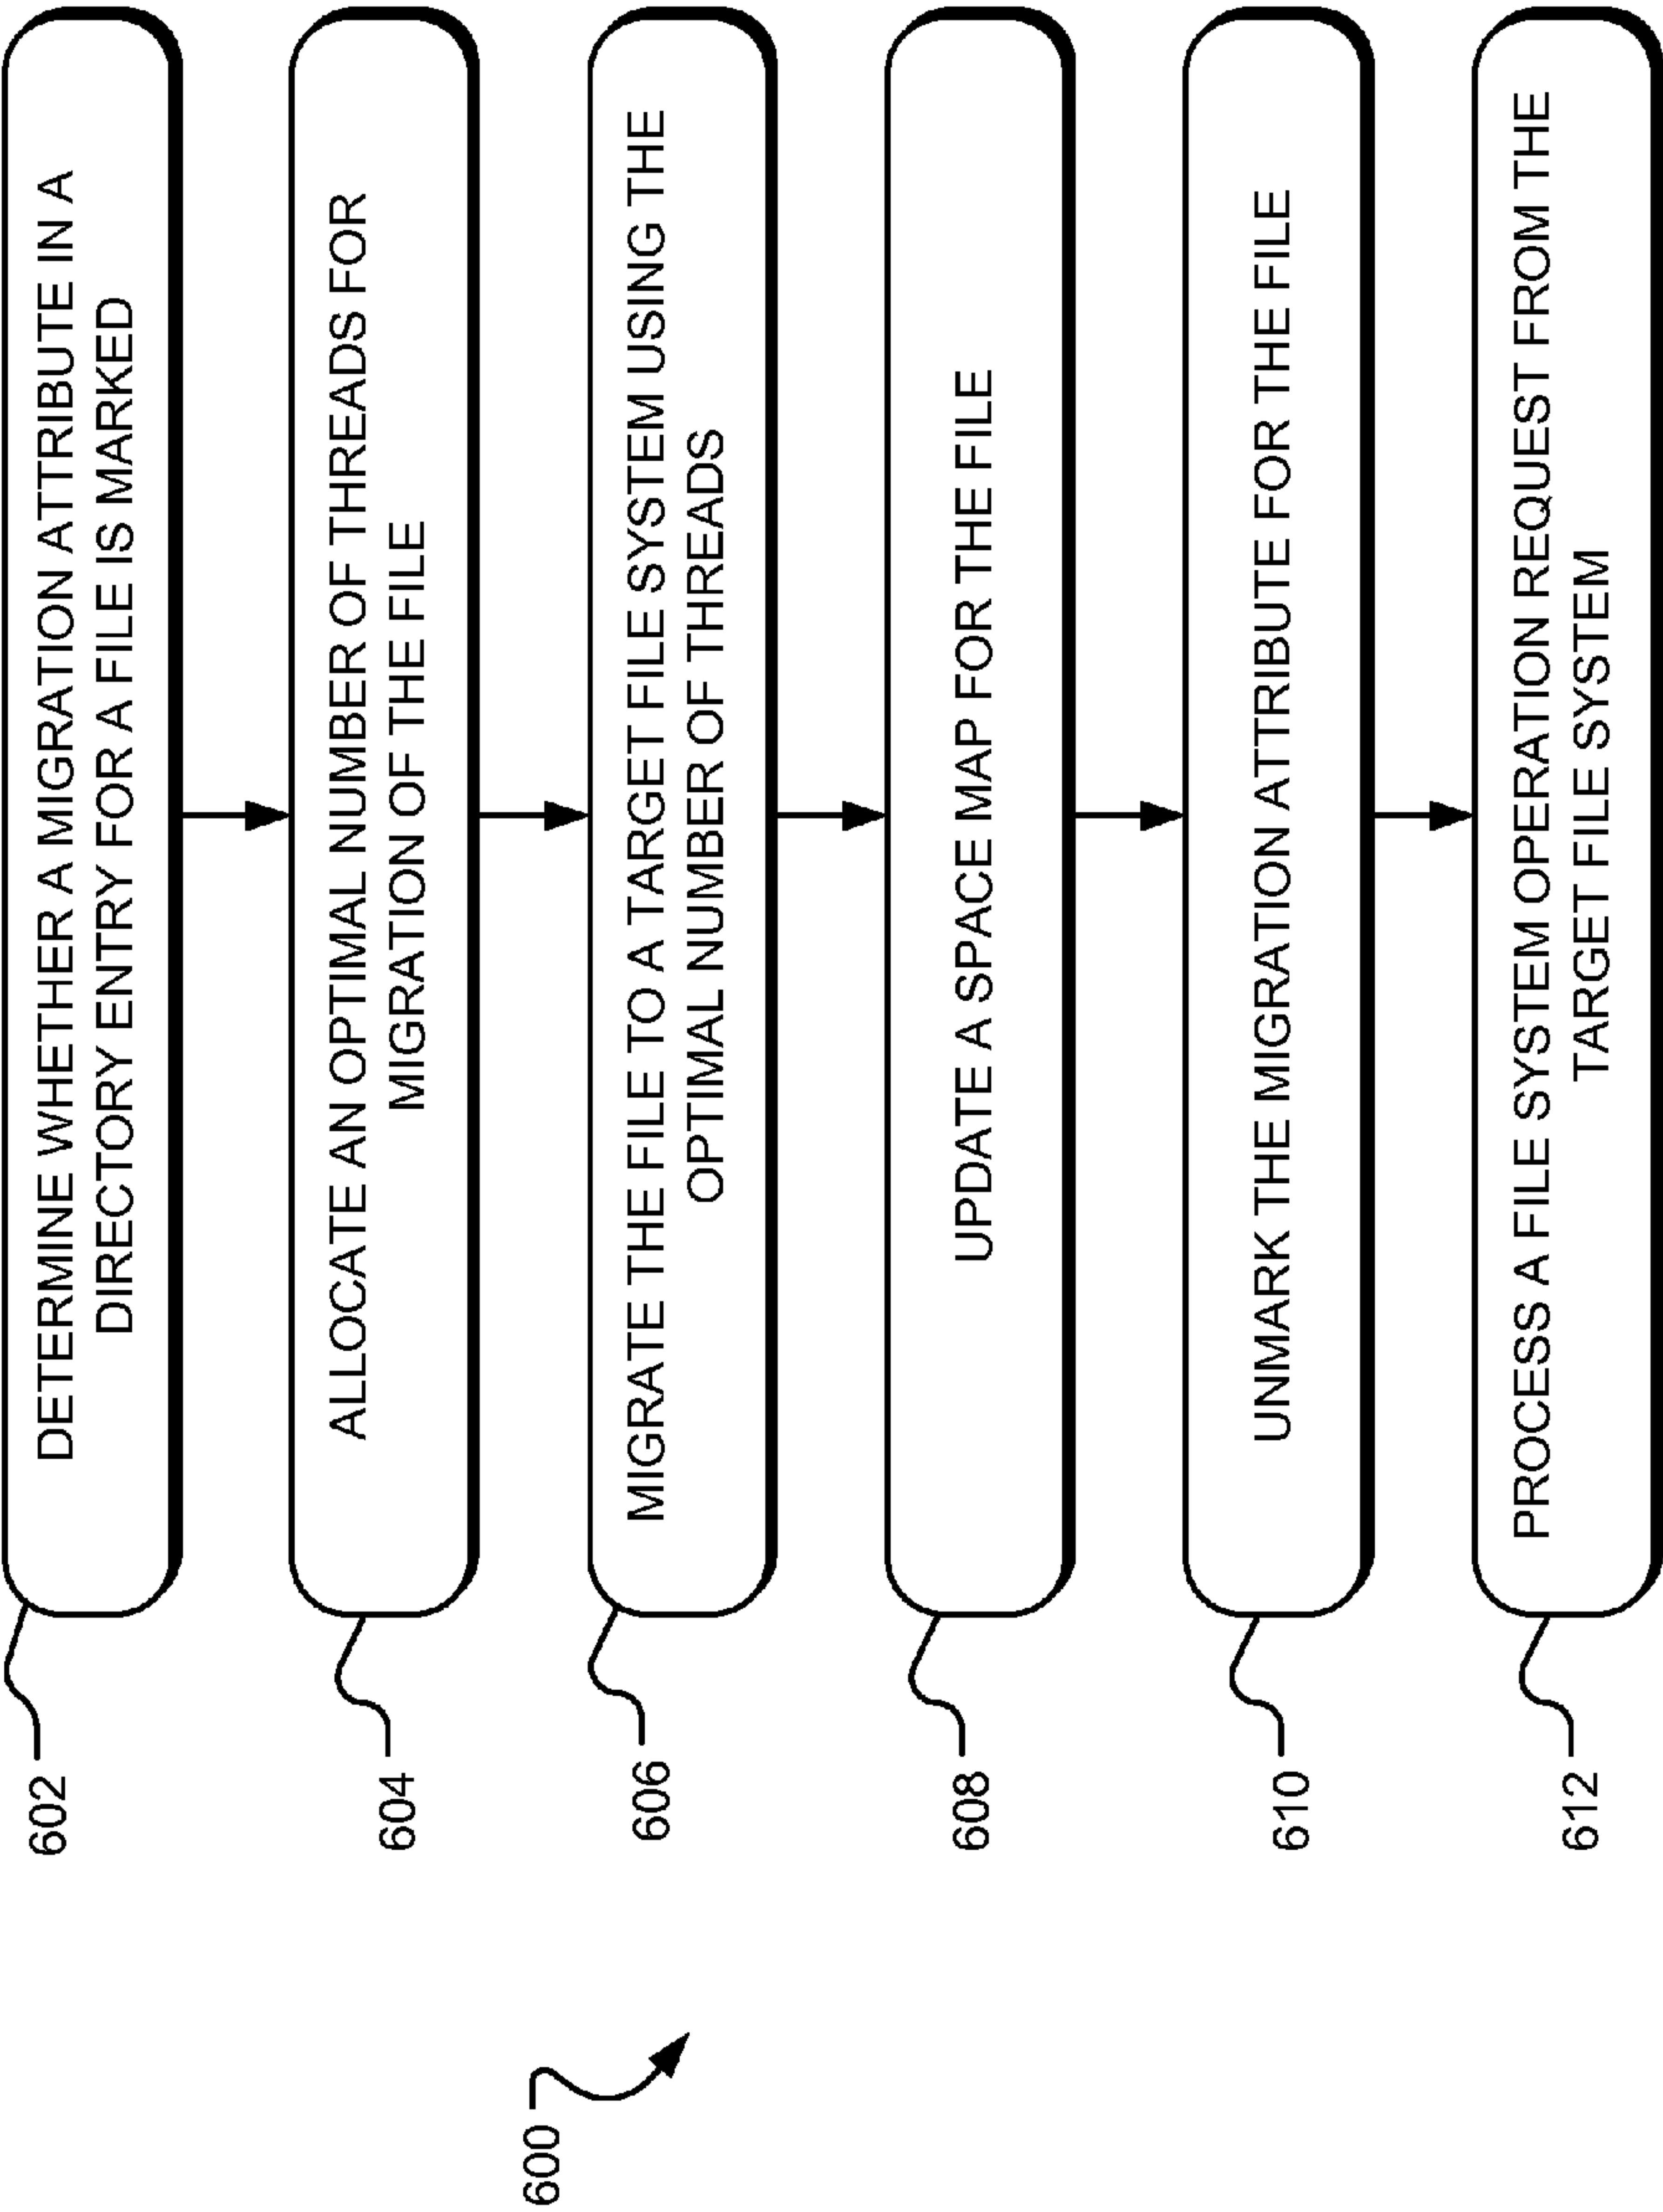 600
602
DETERMINE WHETHER A MIGRATION ATTRIBUTE IN A
DIRECTORY ENTRY FOR A FILE IS MARKED
604
ALLOCATE AN OPTIMAL NUMBER OF THREADS FOR
MIGRATION OF THE FILE
606
MIGRATE THE FILE TO A TARGET FILE SYSTEM USING THE
OPTIMAL NUMBER OF THREADS
608
UPDATE A SPACE MAP FOR THE FILE
610
UNMARK THE MIGRATION ATTRIBUTE FOR THE FILE
612
PROCESS A FILE SYSTEM OPERATION REQUEST FROM THE
TARGET FILE SYSTEM